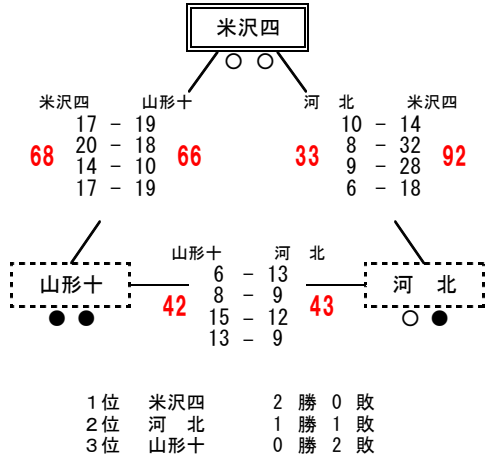 米沢四
○ ○
米沢四 山形十 河 北 米沢四
17 - 19 10 - 14
20 - 18 8 - 32
68 66 33 92
14 - 10 9 - 28
17 - 19 6 - 18
山形十 河 北
山形十 6 - 13 河 北
8 - 9
42 43
● ● 15 - 12 ○ ●
13 - 9
1位 米沢四 2 勝 0 敗
2位 河 北 1 勝 1 敗
3位 山形十 0 勝 2 敗